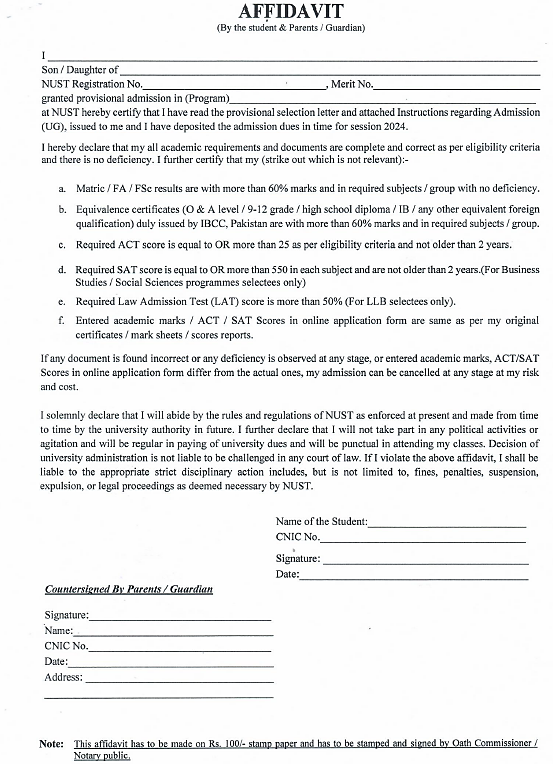 AFFIDAVIT
(By the student & Parents / Guardian)
I
Son / Daughter of
NUST Registration No. , Merit No.
granted provisional admission in (Program)
at NUST hereby certify that I have read the provisional selection letter and attached Instructions regarding Admission
(UG), issued to me and I have deposited the admission dues in time for session 2024.
I hereby declare that my all academic requirements and documents are complete and correct as per eligibility criteria
and there is no deficiency. I further certify that my (strike out which is not relevant):-
a. Matric / FA / FSc results are with more than 60% marks and in required subjects / group with no deficiency.
b. Equivalence certificates (O & A level / 9-12 grade / high school diploma / IB / any other equivalent foreign
qualification) duly issued by IBCC, Pakistan are with more than 60% marks and in required subjects / group.
c. Required ACT score is equal to OR more than 25 as per eligibility criteria and not older than 2 years.
d. Required SAT score is equal to OR more than 550 in each subject and are not older than 2 years.(For Business
Studies / Social Sciences programmes selectees only)
e. Required Law Admission Test (LAT) score is more than 50% (For LLB selectees only).
f. Entered academic marks / ACT / SAT Scores in online application form are same as per my original
certificates / mark sheets / scores reports.
If any document is found incorrect or any deficiency is observed at any stage, or entered academic marks, ACT/SAT
Scores in online application form differ from the actual ones, my admission can be cancelled at any stage at my risk
and cost.
I solemnly declare that I will abide by the rules and regulations of NUST as enforced at present and made from time
to time by the university authority in future. I further declare that I will not take part in any political activities or
agitation and will be regular in paying of university dues and will be punctual in attending my classes. Decision of
university administration is not liable to be challenged in any court of law. If I violate the above affidavit, I shall be
liable to the appropriate strict disciplinary action includes, but is not limited to, fines, penalties, suspension,
expulsion, or legal proceedings as deemed necessary by NUST.
Name of the Student:
CNIC No.
Signature:
Date:
Countersigned By Parents / Guardian
Signature:
Name:
CNIC No.
Date:
Address:
Note: This affidavit has to be made on Rs. 100/- stamp paper and has to be stamped and signed by Oath Commissioner /
Notary public.